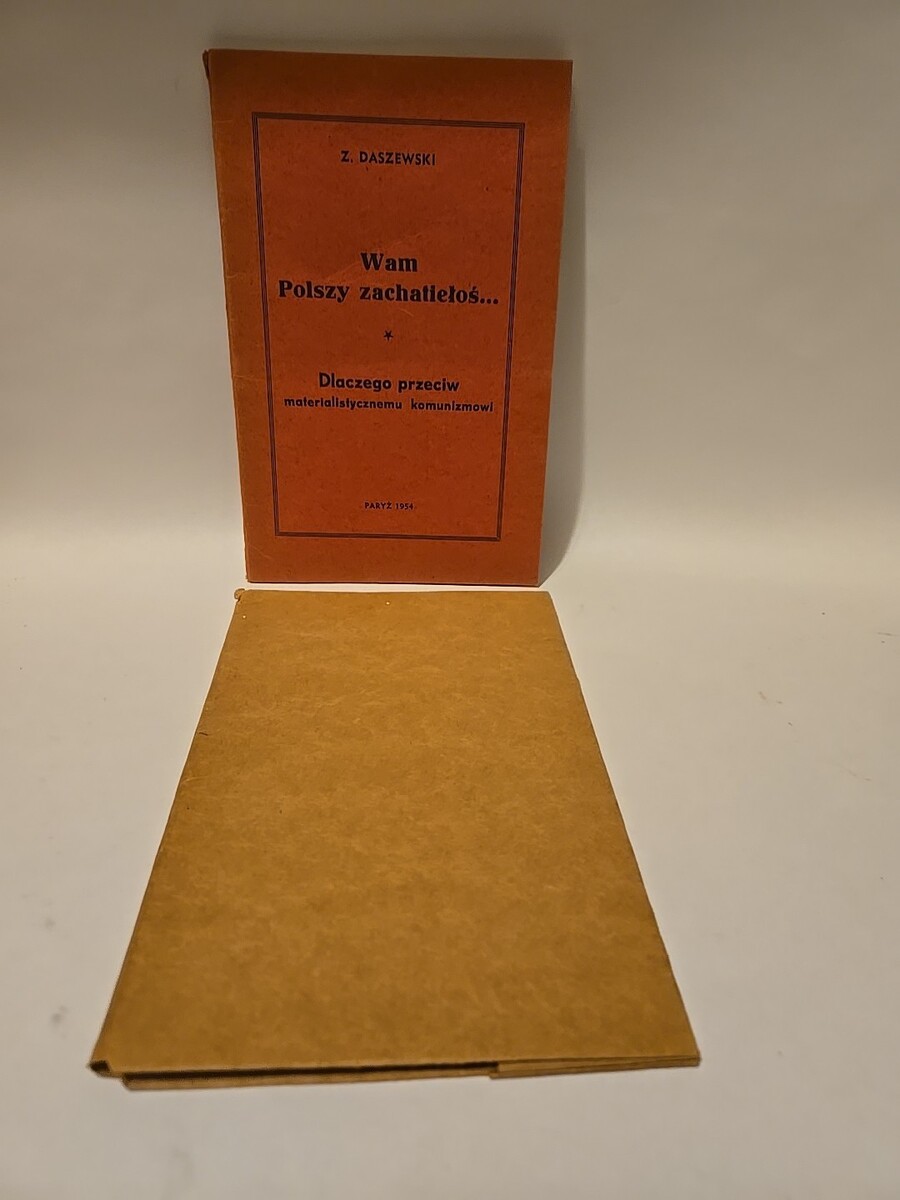 Z. DASZEWSKI
Wam
Polszy zachatiełoś...
Dlaczego przeciw
materialistycznemu komunizmowi
PARYŻ 1954